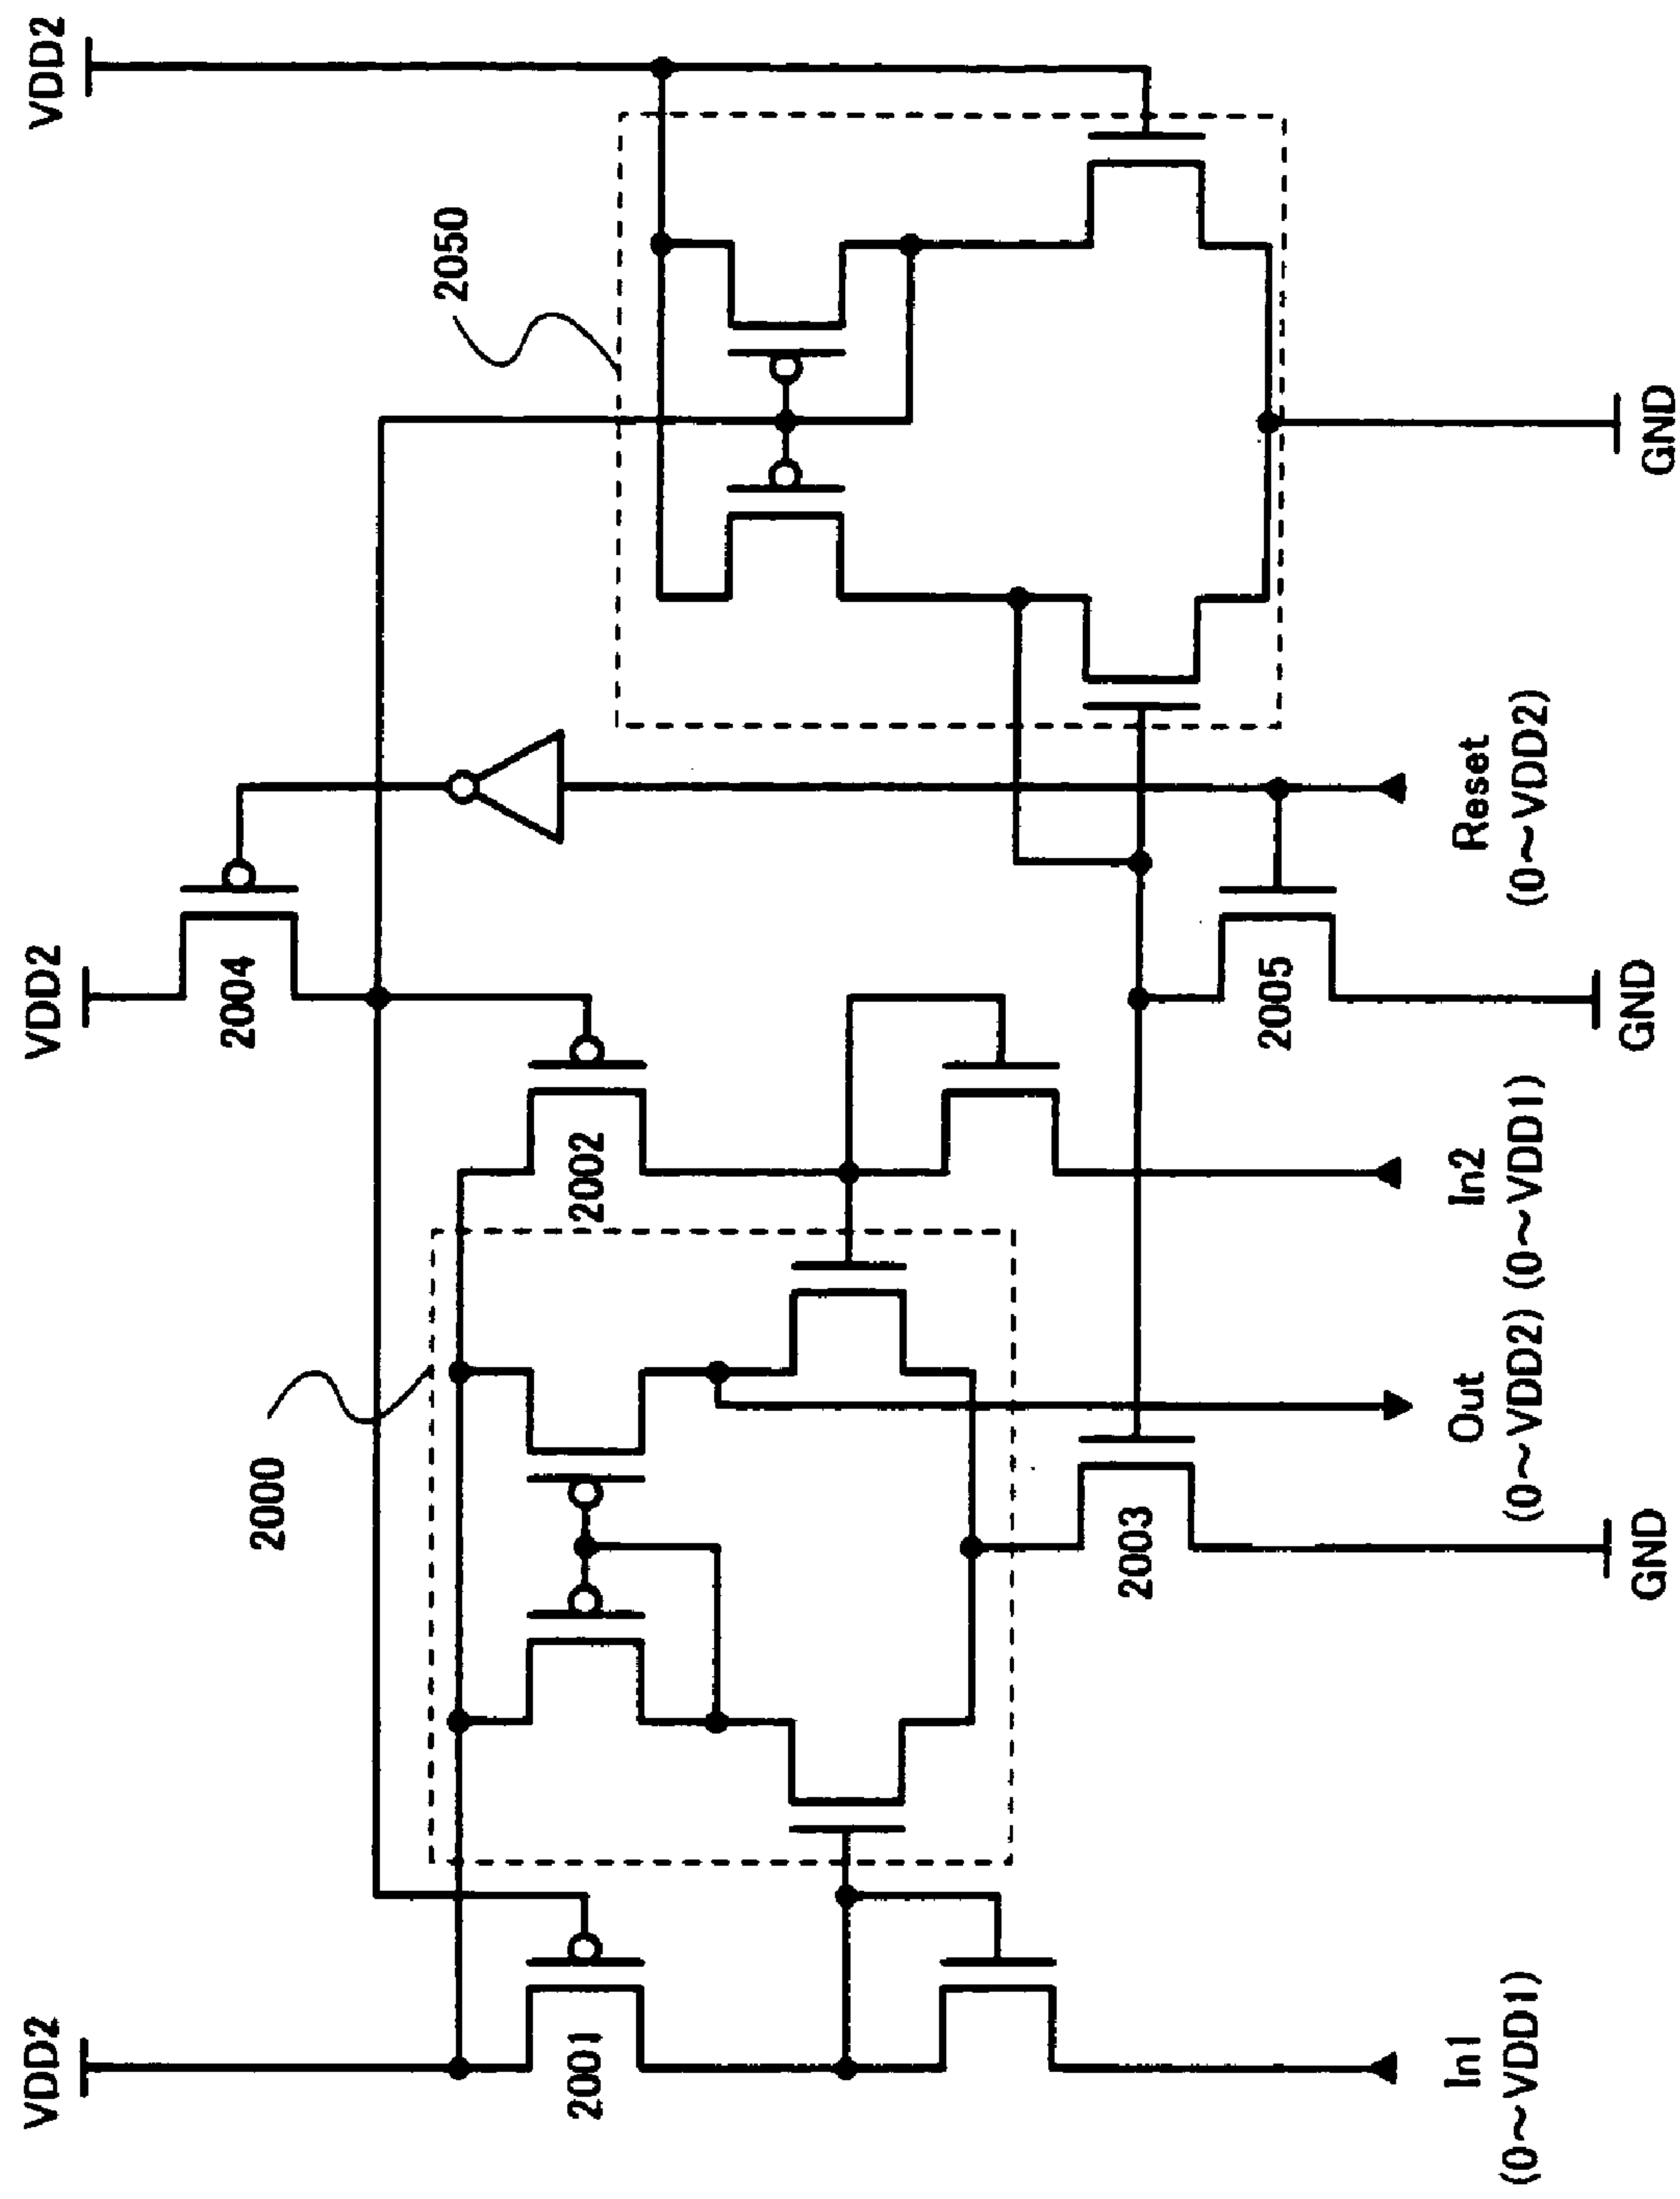 VDD2
VDD2
VDD2
2000
2004
2050
2001
2002
2003
2005
GND
GND
GND
In1
(0~VDD1)
Out
(0~VDD2)
In2
(0~VDD1)
Reset
(0~VDD2)